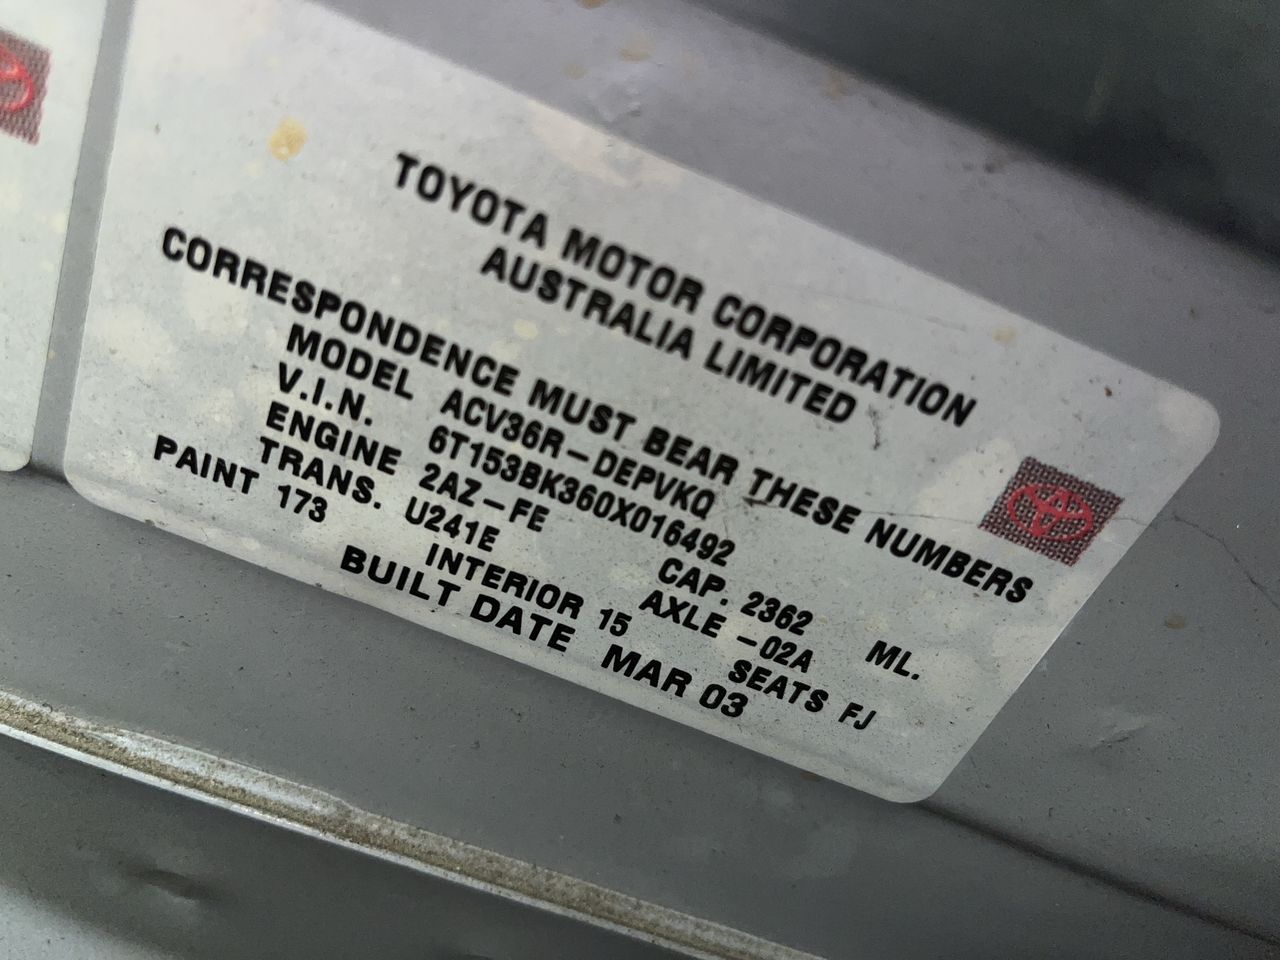 TOYOTA MOTOR CORPORATION
AUSTRALIA LIMITED
CORRESPONDENCE MUST BEAR THESE NUMBERS
MODEL ACV36R-DEPVKQ
V.I.N. 6T153BK360X016492
ENGINE 2AZ-FE CAP. 2362 ML.
TRANS. U241E AXLE -02A
PAINT 173 INTERIOR 15 SEATS FJ
BUILT DATE MAR 03